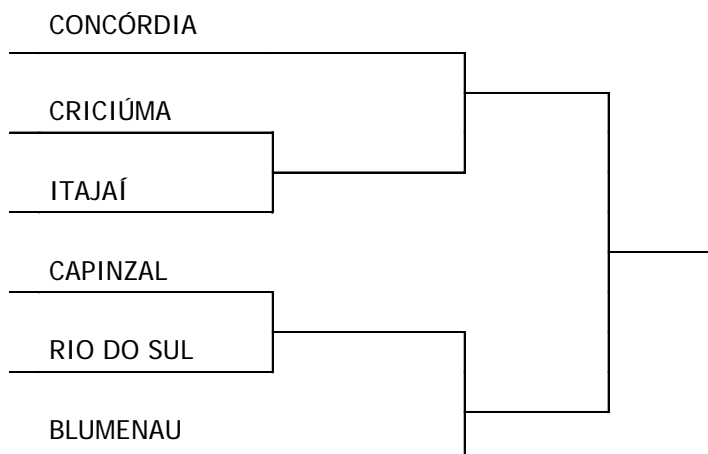 CONCÓRDIA
CRICIÚMA
ITAJAÍ
CAPINZAL
RIO DO SUL
BLUMENAU